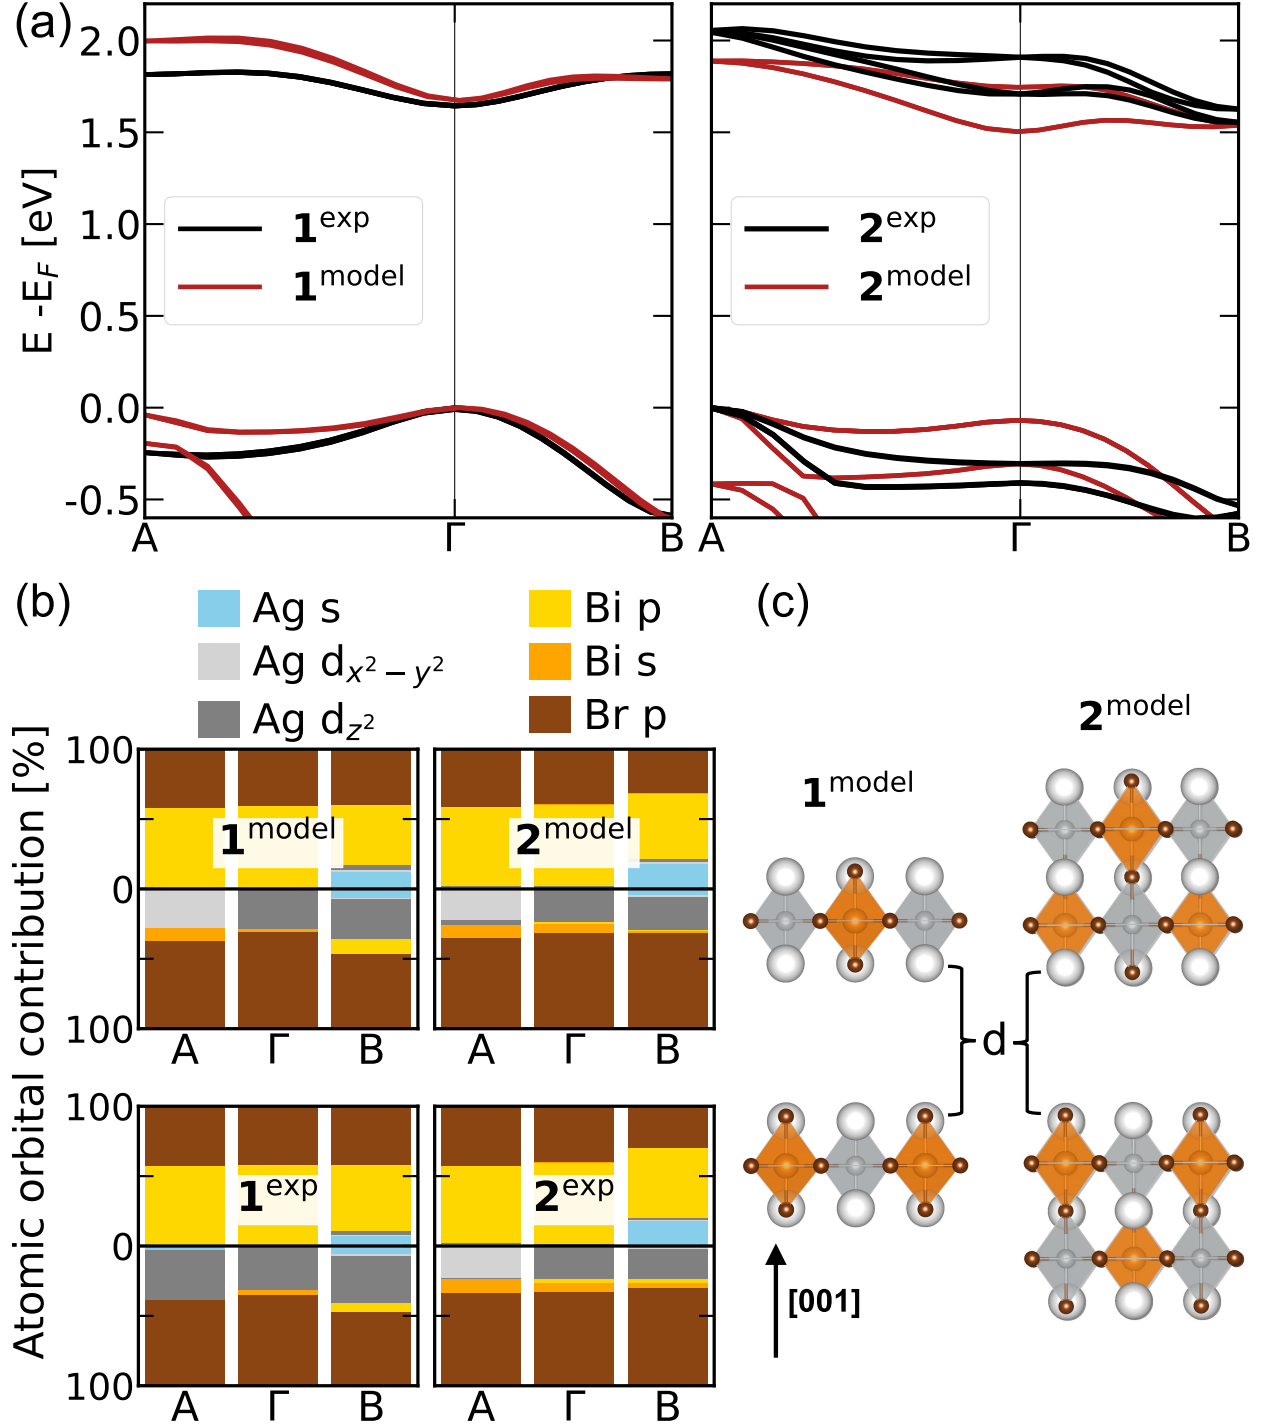 (a)
E -E_F [eV]
2.0
1.5
1.0
0.5
0.0
-0.5
1^exp
1^model
A Γ B
2^exp
2^model
A Γ B
(b)
Ag s
Ag d_{x² − y²}
Ag d_{z²}
Bi p
Bi s
Br p
Atomic orbital contribution [%]
100
0
100
1^model
A Γ B
2^model
A Γ B
100
0
100
1^exp
A Γ B
2^exp
A Γ B
(c)
1^model
2^model
d
[001]